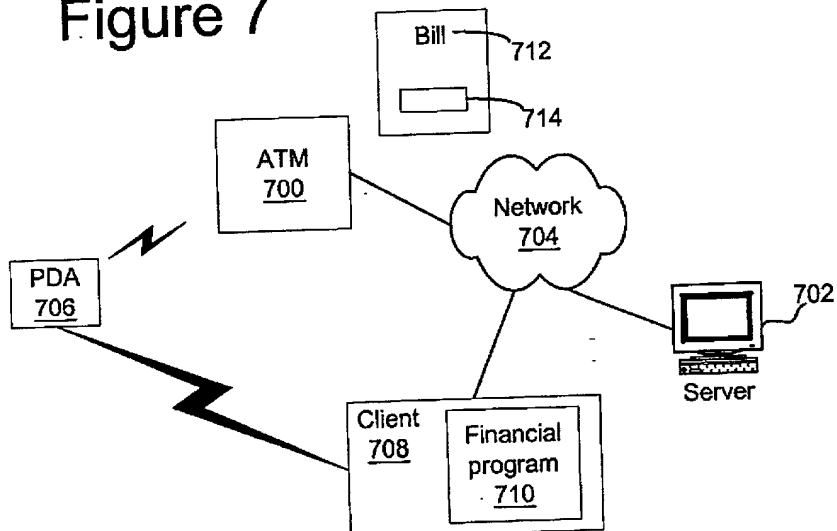 Figure 7
Bill
712
714
ATM
700
Network
704
PDA
706
702
Server
Client
708
Financial
program
710